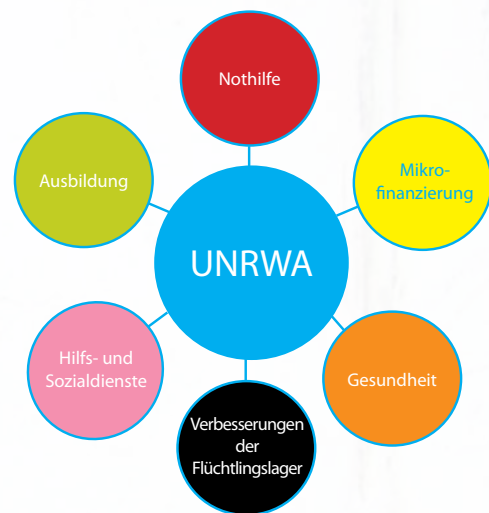 Nothilfe
Ausbildung
Mikro-
finanzierung
UNRWA
Hilfs- und
Sozialdienste
Gesundheit
Verbesserungen
der
Flüchtlingslager